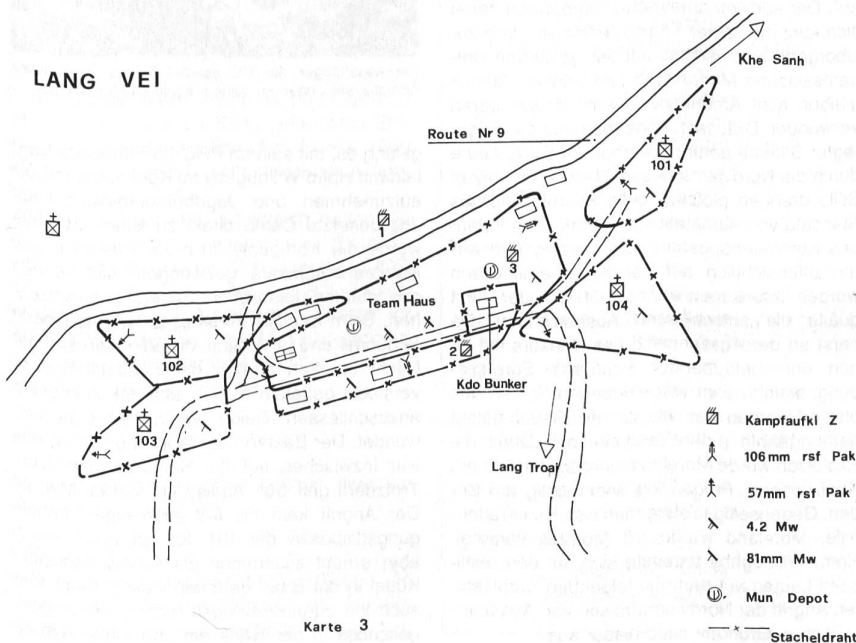 LANG VEI
Khe Sanh
Route Nr 9
101
3
Team Haus
104
102
2
Kdo Bunker
103
Lang Troai
Kampfaufkl Z
106mm rsf Pak
57mm rsf Pak
4.2 Mw
81mm Mw
Mun. Depot
Stacheldraht
Karte 3